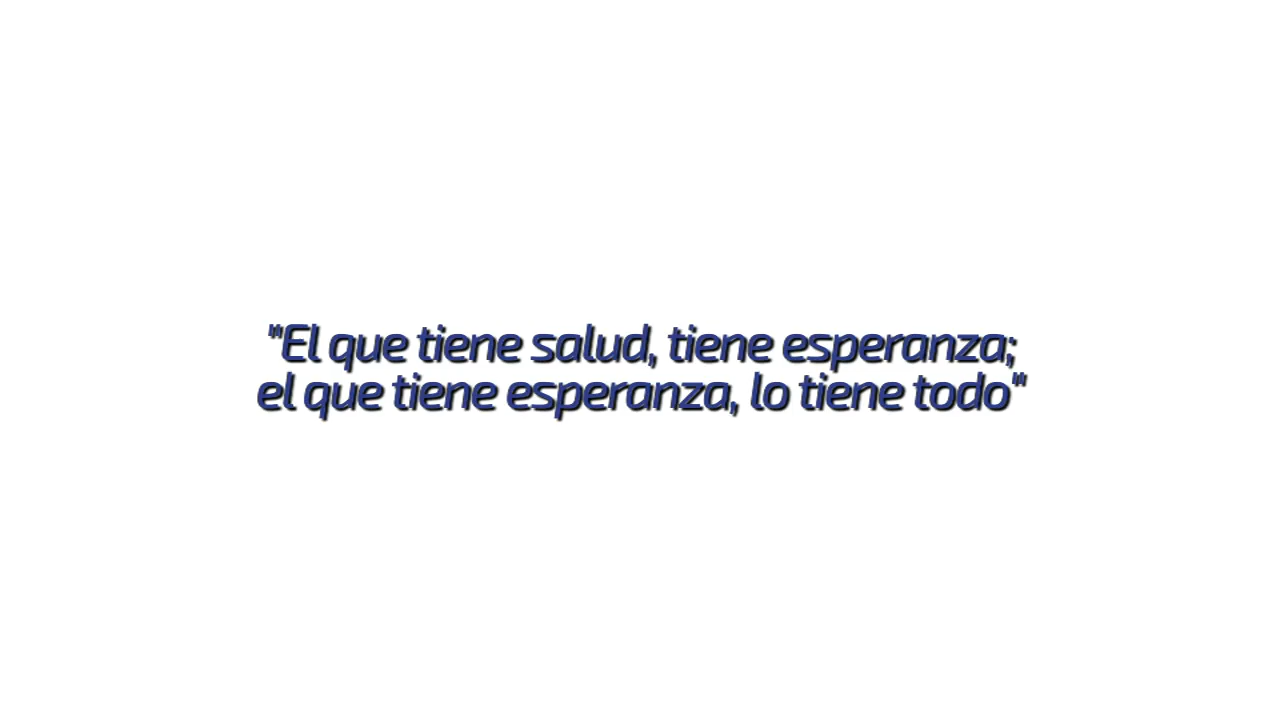 "El que tiene salud, tiene esperanza;
el que tiene esperanza, lo tiene todo"